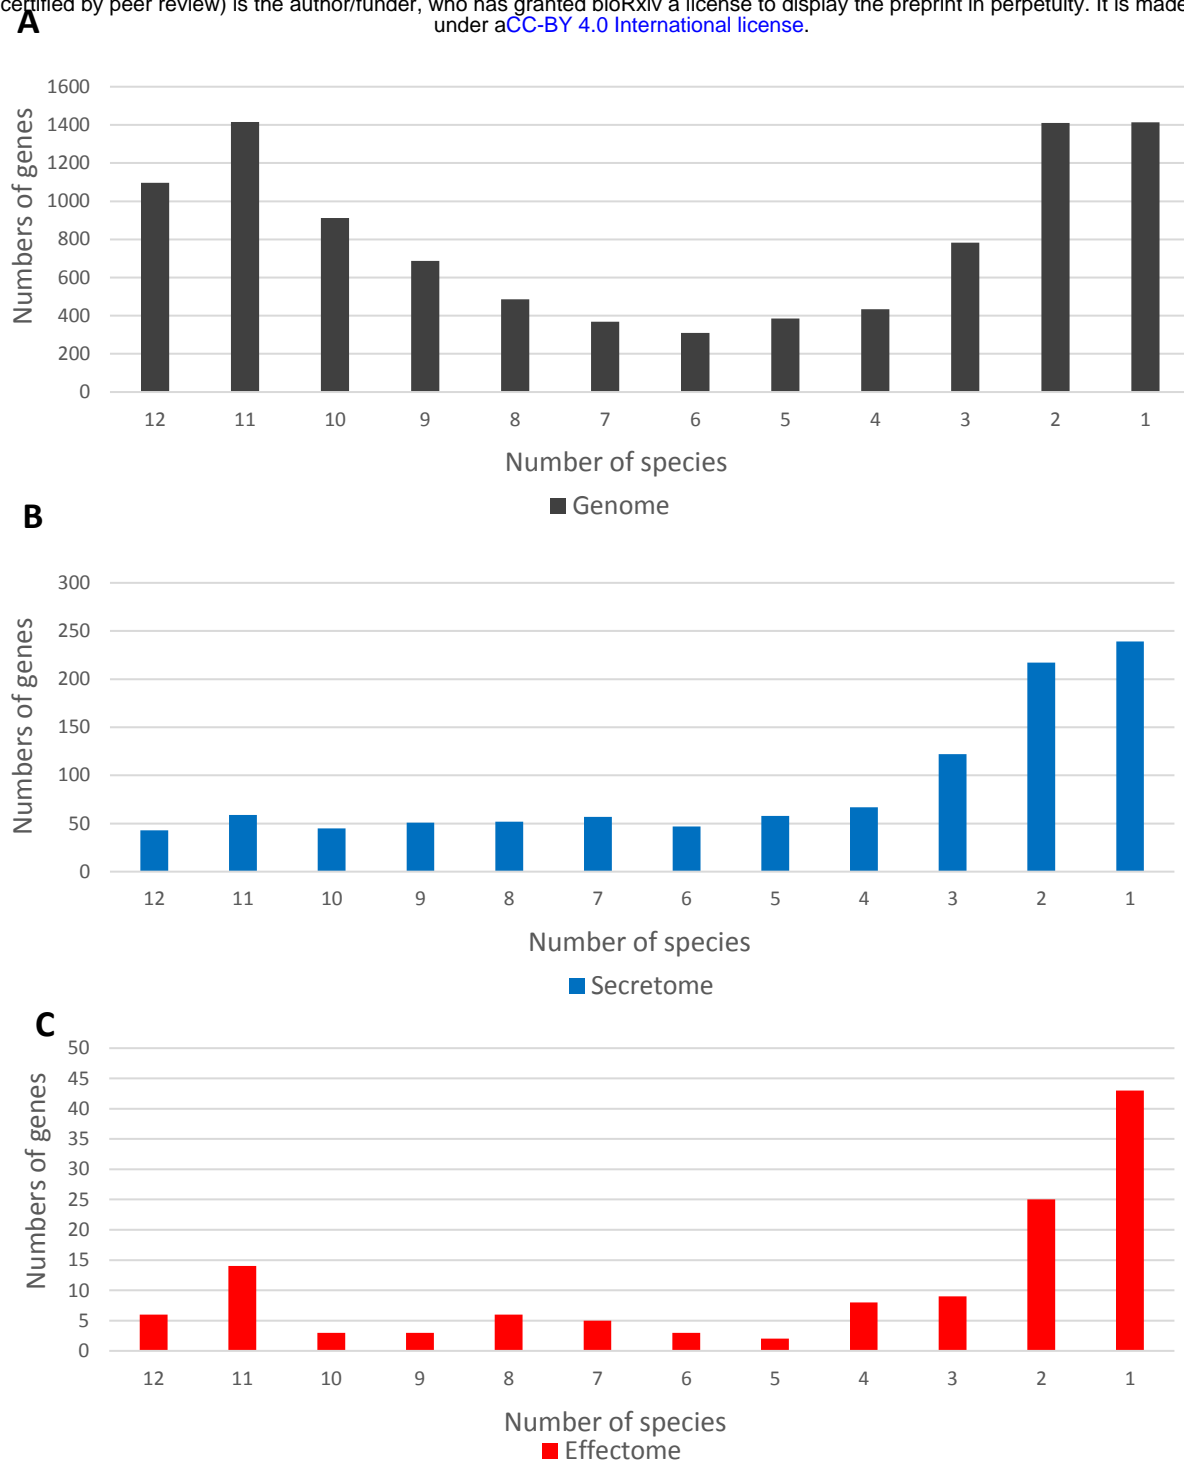 certified by peer review) is the author/funder, who has granted bioRxiv a license to display the preprint in perpetuity. It is made
under aCC-BY 4.0 International license.
A
1600
1400
1200
1000
800
600
400
200
0
Numbers of genes
12 11 10 9 8 7 6 5 4 3 2 1
Number of species
Genome
B
300
250
200
150
100
50
0
Numbers of genes
12 11 10 9 8 7 6 5 4 3 2 1
Number of species
Secretome
C
50
45
40
35
30
25
20
15
10
5
0
Numbers of genes
12 11 10 9 8 7 6 5 4 3 2 1
Number of species
Effectome